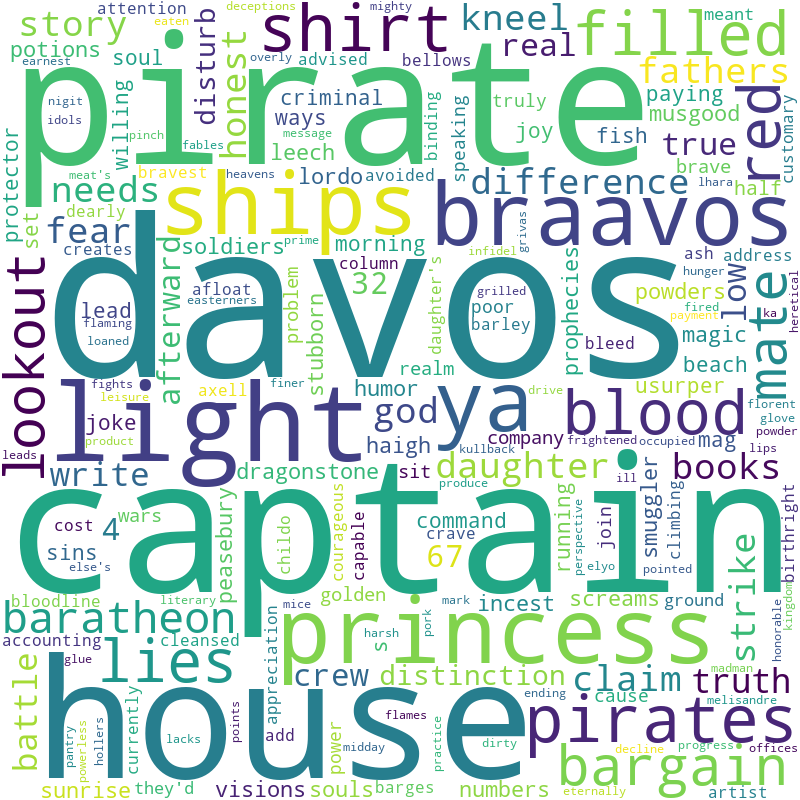 deceptions mighty
attention
eaten
story
shirt
kneel
filled
meant
earnest
potions
soul
disturb
honest
overly advised
bellows
real
fathers
pirate
nigit
idols
willing
criminal
ways
truly
paying
musgood
red
customary
protector
pinch
fables
message
leech
binding
speaking
joy
fish
true
meat's
heavens
bravest
lordo avoided
brave
lhara
needs
ships
difference
half
set
dearly
fear
soldiers
prime
morning
braavos
grivas
infidel
ash
address
creates
afterward
column
low
hunger
heretical
lookout
lead
afloat
easterners
problem
32
daughter's
davos
grilled
poor
barley
prophecies
powders
fired
payment
ka
mate
flaming
loaned
stubborn
realm
bleed
magic
beach
fights
leisure
finer
axell
humor
light
god
ya
drive
blood
usurper
florent
glove
powder
joke
product
haigh
company
kullback
frightened
occupied
mag
lips
leads
write
dragonstone
sit
daughter
produce
ill
books
captain
cost
4
wars
sins
else's
peasebury
childo
courageous
capable
command
crave
67
running
perspective
elyo
join
smuggler
climbing
pointed
birthright
bloodline
literary
golden
mice
mark
incest
screams
ground
kingdom
baratheon
accounting
cleansed
appreciation
s
harsh
pork
princess
strike
honorable
glue
lies
crew
distinction
claim
truth
madman
battle
house
cause
melisandre
pantry
powerless
hollers
currently
lacks
points
add
power
flames
ending
midday
practice
dirty
pirates
decline
progress
offices
bargain
sunrise
they'd
visions
souls
barges
numbers
eternally
artist